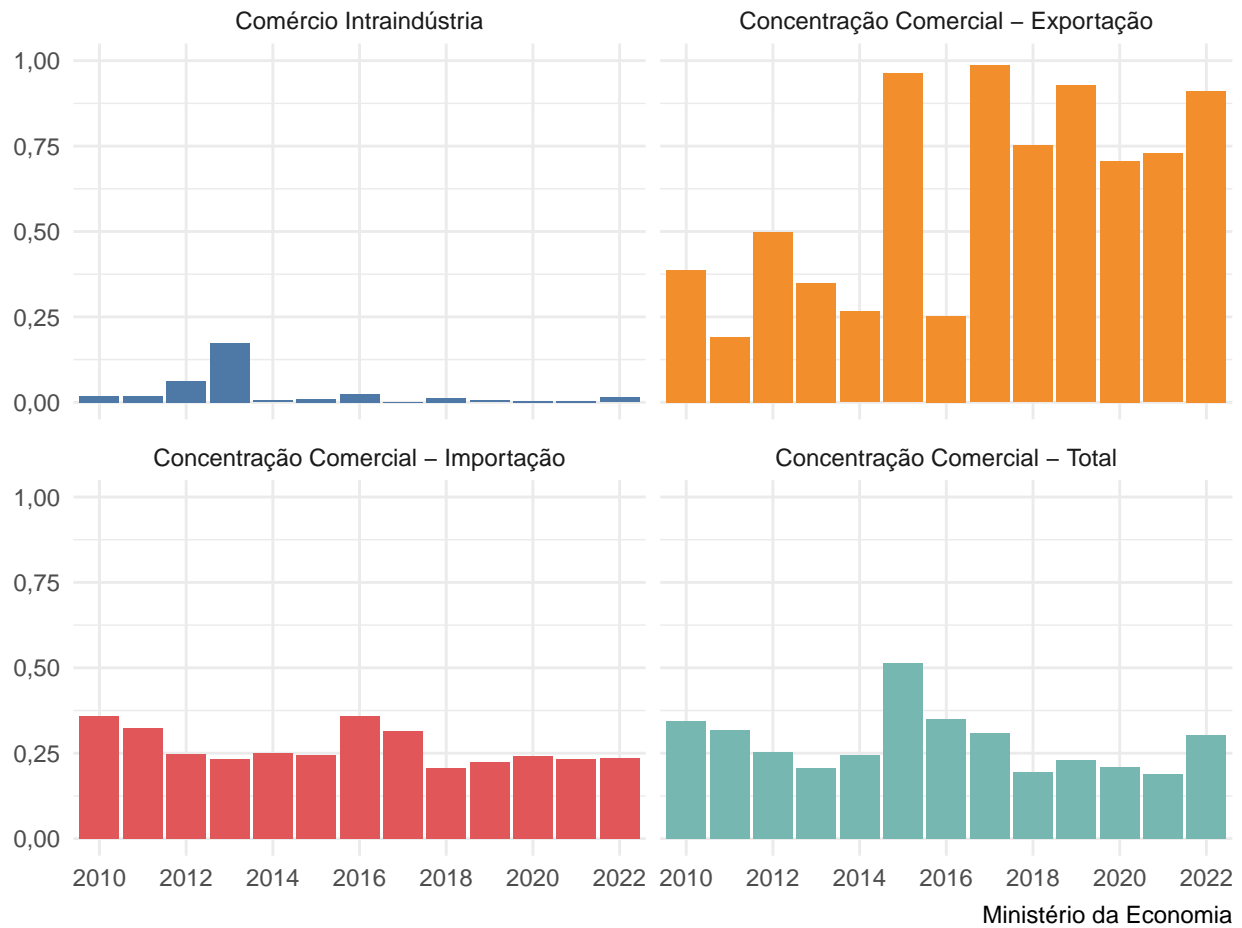 Comércio Intraindústria
Concentração Comercial – Exportação
1,00
0,75
0,50
0,25
0,00
Concentração Comercial – Importação
Concentração Comercial – Total
1,00
0,75
0,50
0,25
0,00
2010 2012 2014 2016 2018 2020 2022
2010 2012 2014 2016 2018 2020 2022
Ministério da Economia